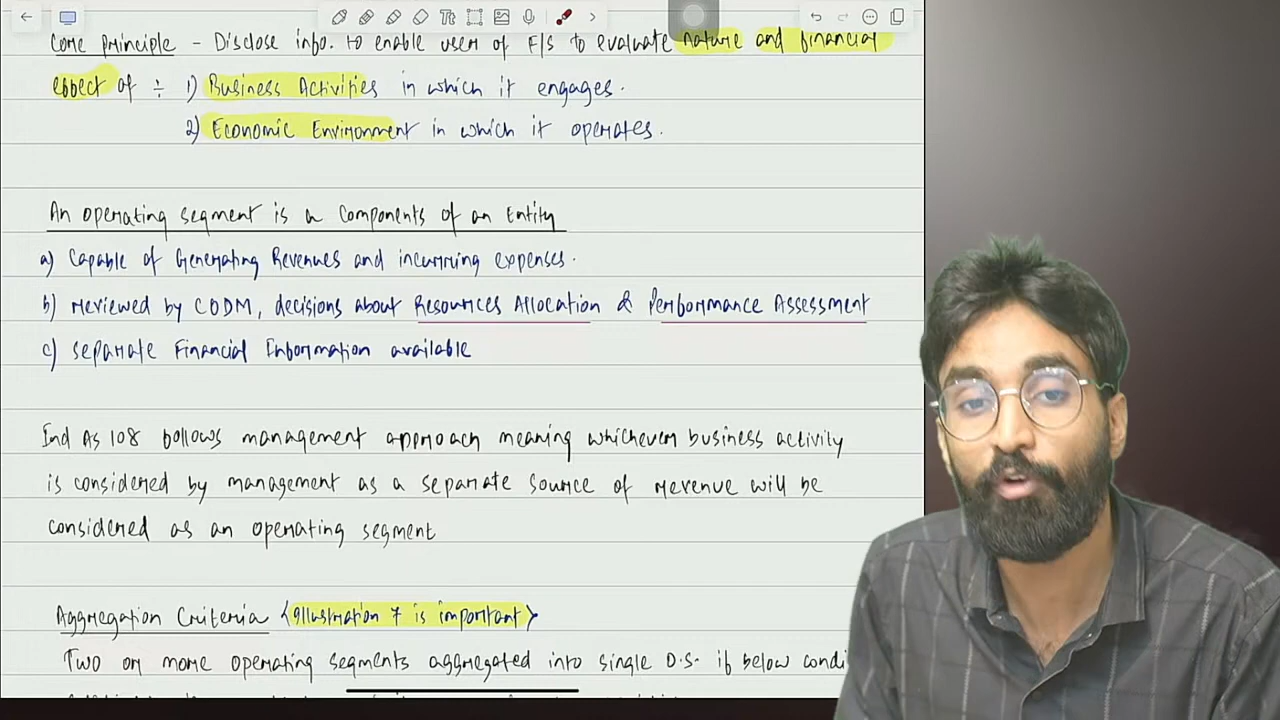 Core Principle - Disclose info. to enable users of F/S to evaluate nature and financial
effect of ÷ 1) Business Activities in which it engages.
2) Economic Environment in which it operates.
An operating segment is a Components of an Entity
a) Capable of Generating Revenues and incurring expenses.
b) reviewed by CODM, decisions about Resources Allocation & Performance Assessment
c) Separate Financial Information available
Ind As 108 follows management approach meaning whichever business activity
is considered by management as a separate source of revenue will be
considered as an operating segment
Aggregation Criteria <Illustration 7 is important>
Two or more operating segments aggregated into single O.S. if below condi